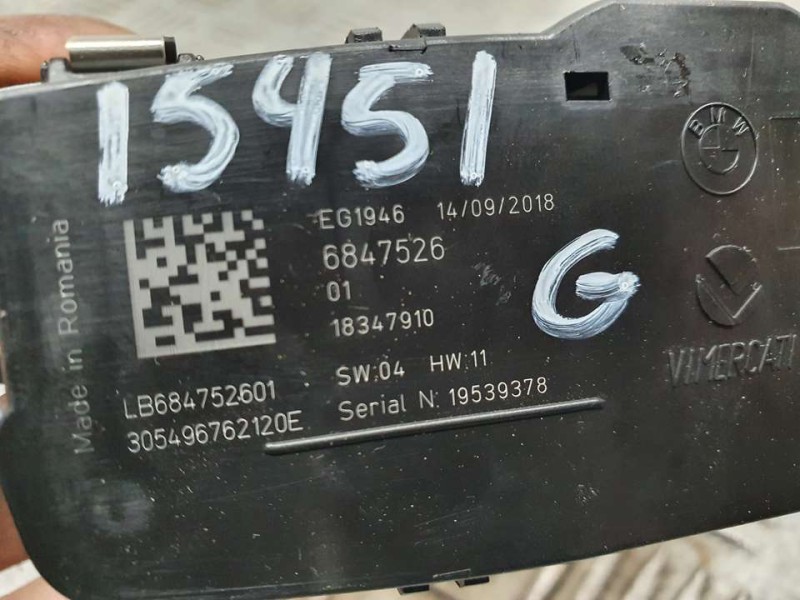 15451
BMW
EG1946 14/09/2018
6847526
01
18347910
SW:04 HW:11
Serial N 19539378
G
LB684752601
305496762120E
Made in Romania
VIMERCATI